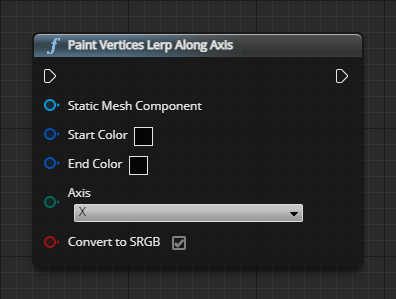 Paint Vertices Lerp Along Axis
Static Mesh Component
Start Color
End Color
Axis
X
Convert to SRGB